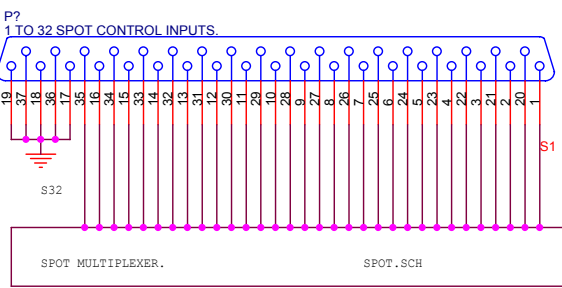 P?
1 TO 32 SPOT CONTROL INPUTS.
19 37 18 36 17 35 16 34 15 33 14 32 13 31 12 30 11 29 10 28 9 27 8 26 7 25 6 24 5 23 4 22 3 21 2 20 1
S1
S32
SPOT MULTIPLEXER. SPOT.SCH